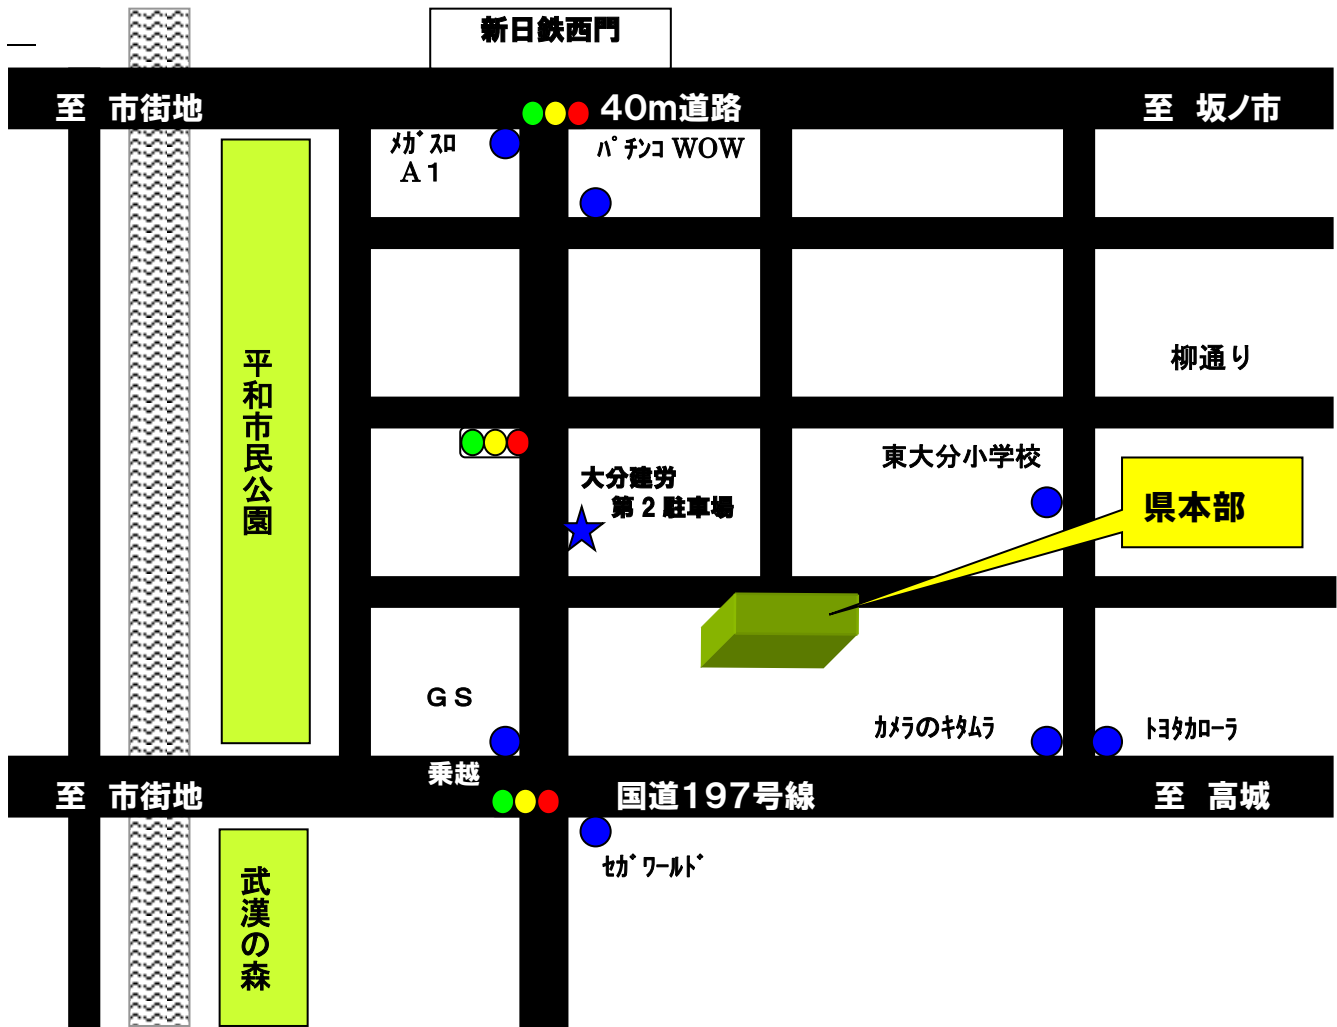 新日鉄西門
至 市街地
40m道路
至 坂ノ市
ﾒｶﾞｽﾛ
A１
ﾊﾟﾁﾝｺ WOW
柳通り
平和市民公園
東大分小学校
大分建労
第２駐車場
県本部
ＧＳ
ｶﾒﾗのｷﾀﾑﾗ
ﾄﾖﾀｶﾛｰﾗ
乗越
至 市街地
国道197号線
至 高城
ｾｶﾞﾜｰﾙﾄﾞ
武漢の森